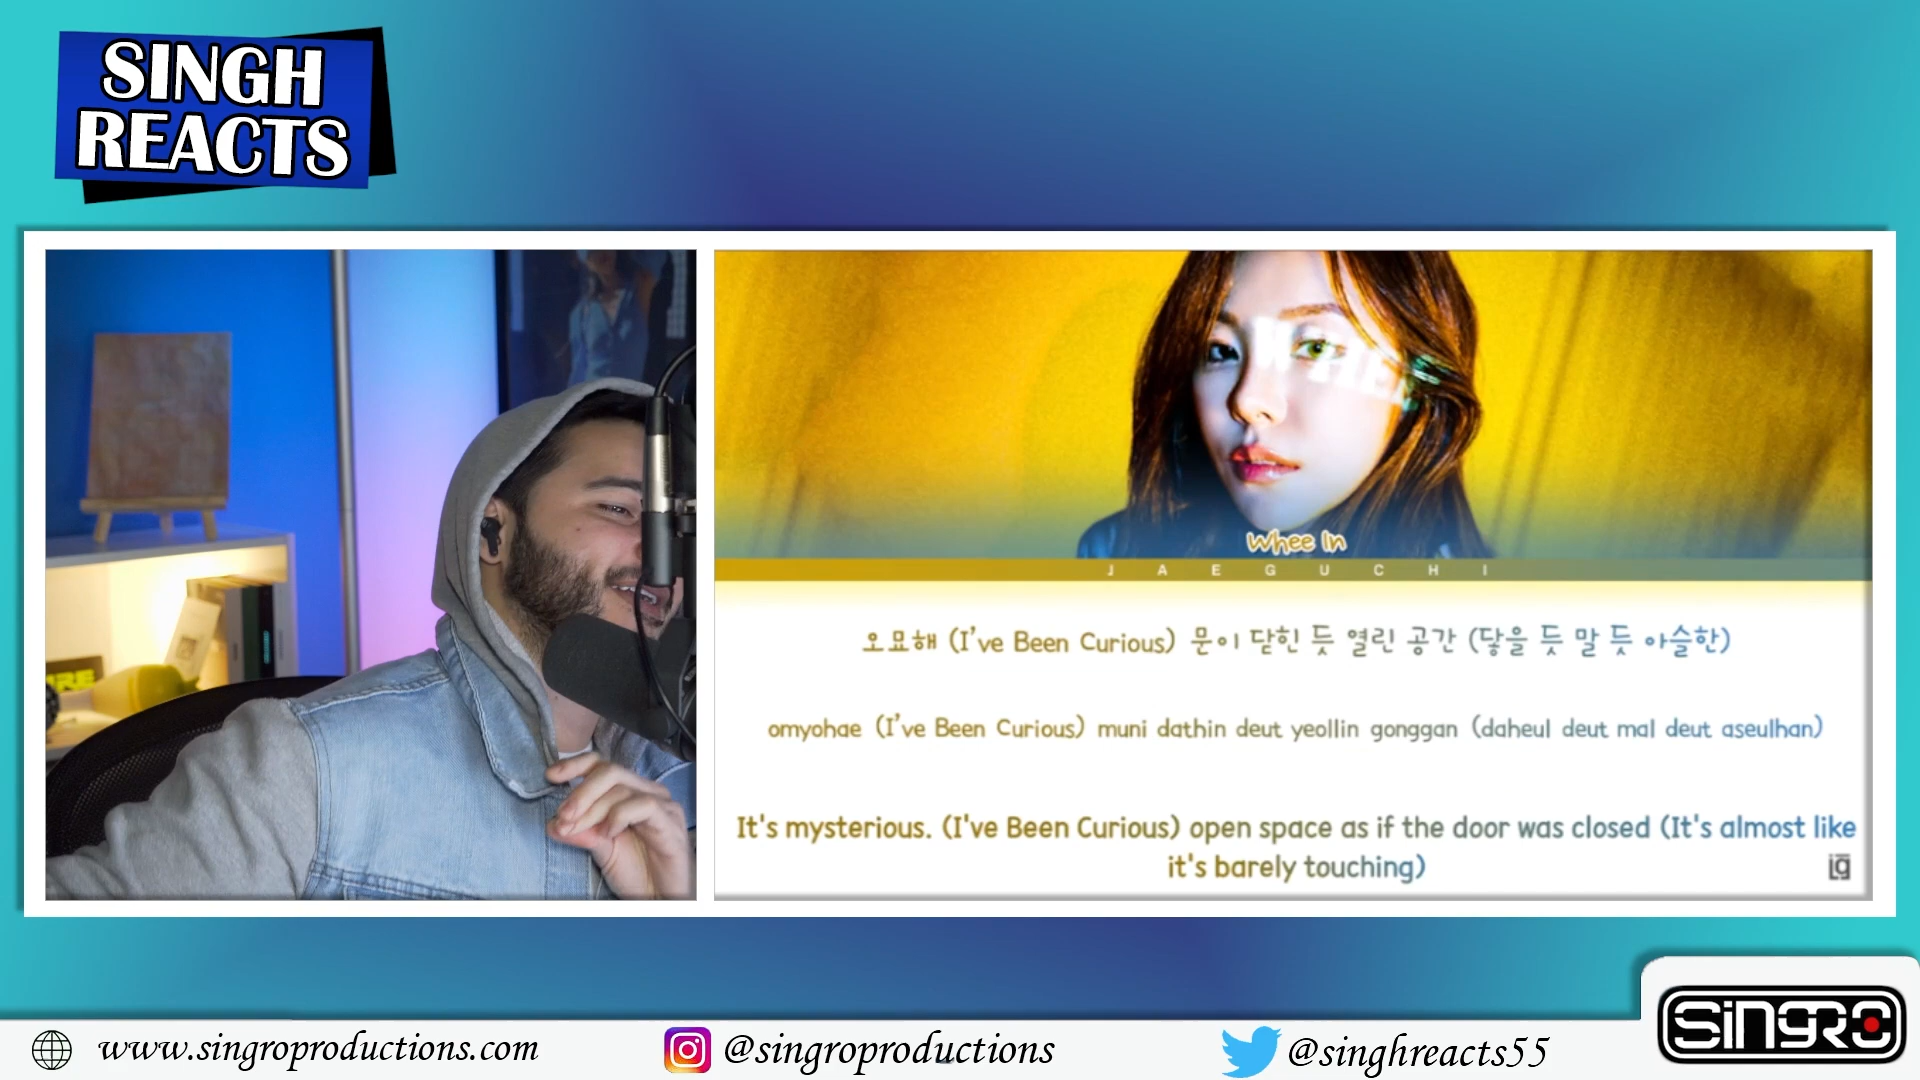 SINGH
REACTS
Whee In
JAEGUCHI
오묘해 (I've Been Curious) 문이 닫힌 듯 열린 공간 (닿을 듯 말 듯 아슬한)
omyohae (I've Been Curious) muni dathin deut yeollin gonggan (daheul deut mal deut aseulhan)
It's mysterious. (I've Been Curious) open space as if the door was closed (It's almost like
it's barely touching)
www.singroproductions.com
@singroproductions
@singhreacts55
SINGRO